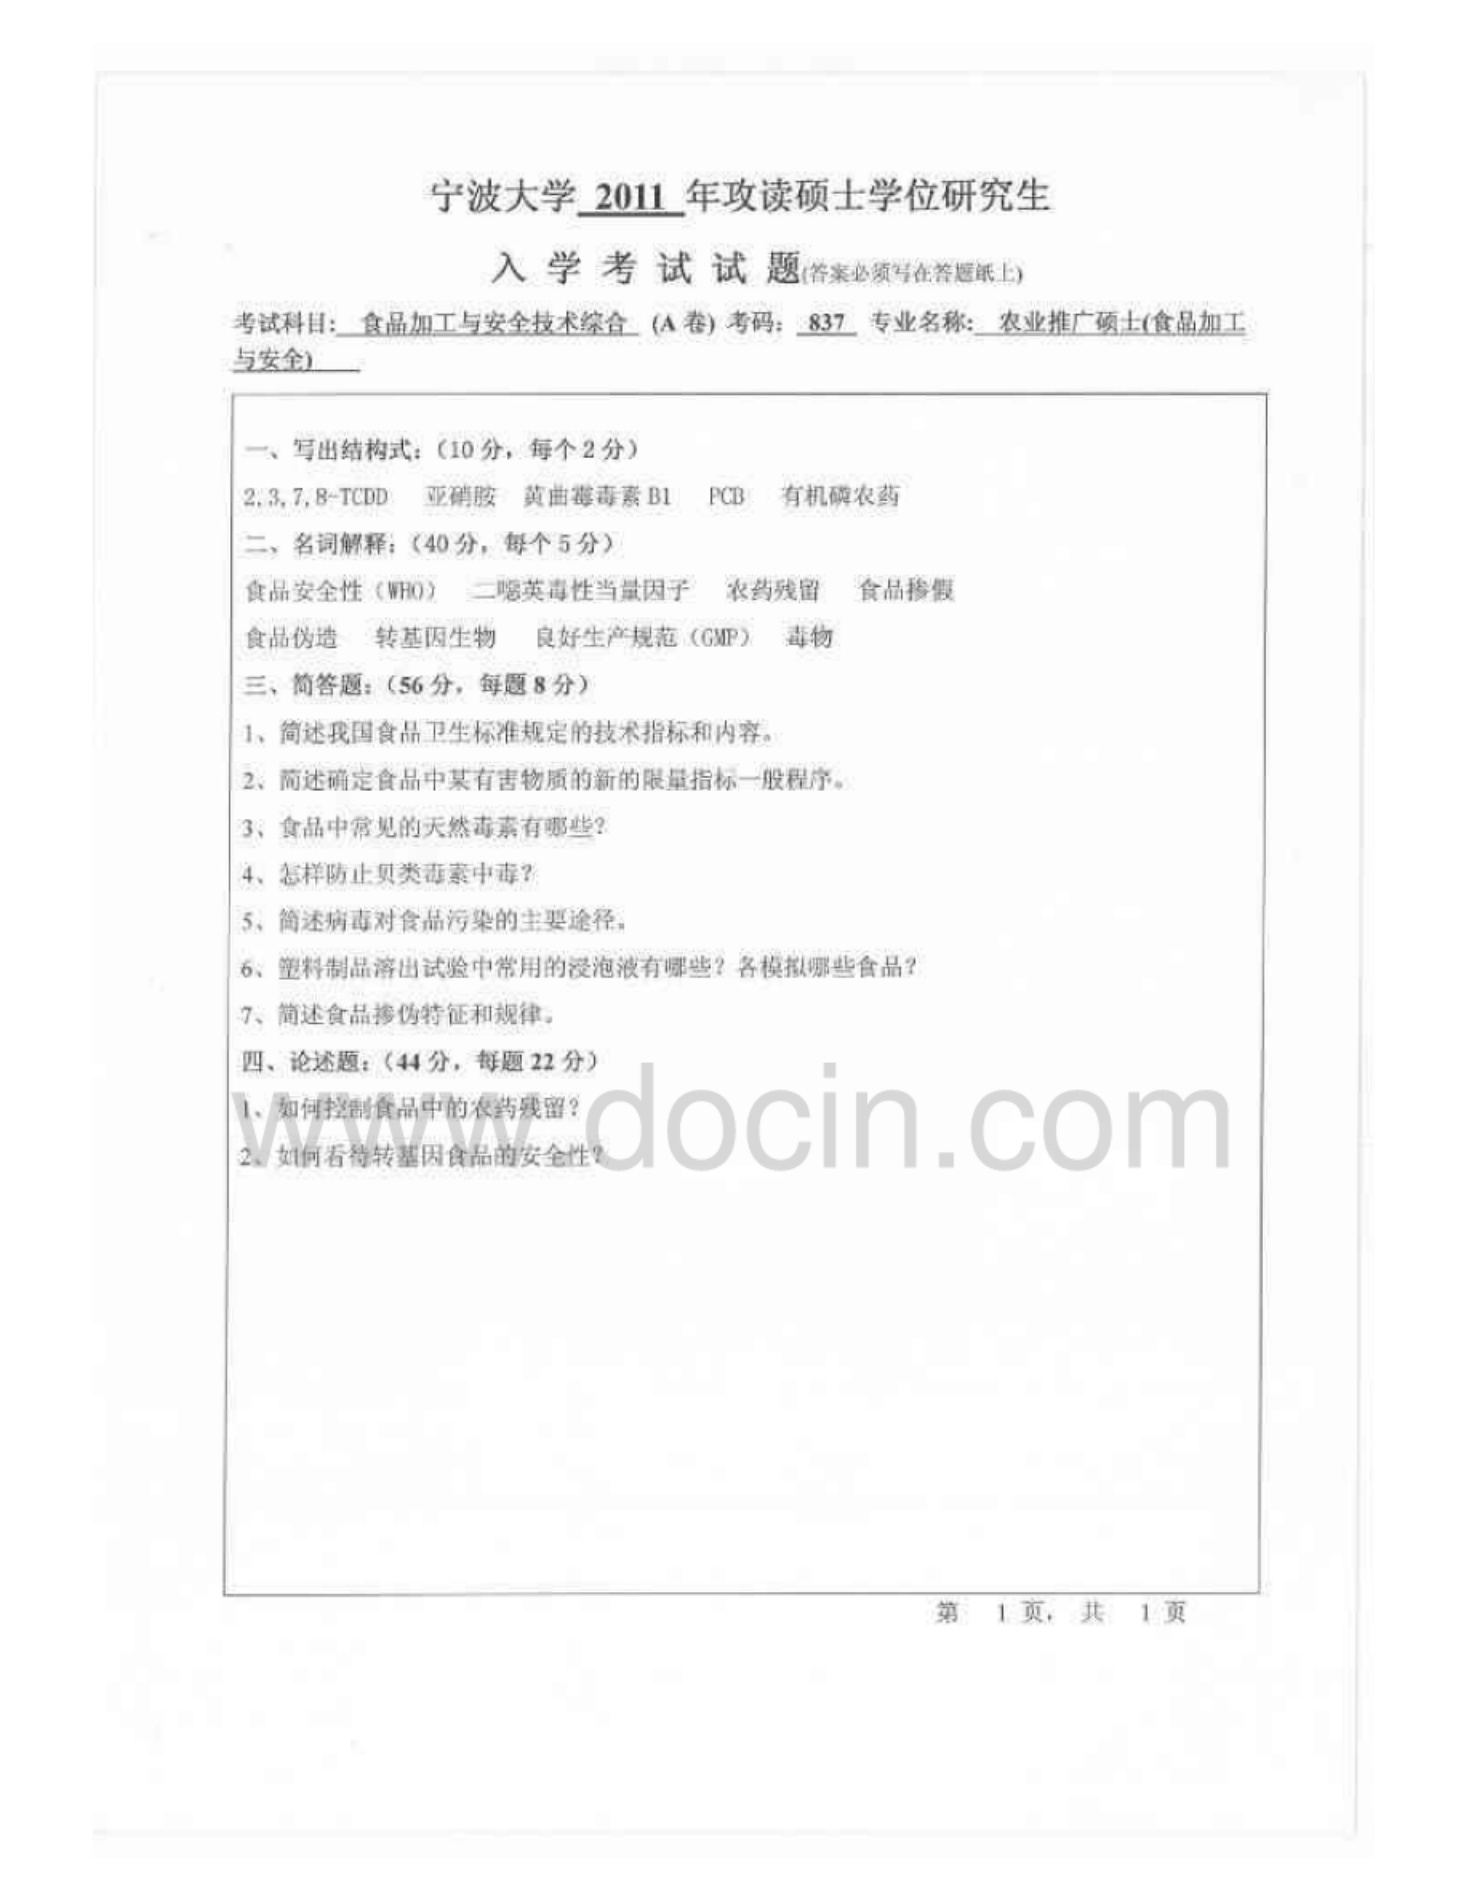 宁波大学 2011 年攻读硕士学位研究生
入 学 考 试 试 题(答案必须写在答题纸上)
考试科目: 食品加工与安全技术综合 (A 卷) 考码: 837 专业名称: 农业推广硕士(食品加工
与安全)
一、写出结构式:(10 分，每个 2 分)
2,3,7,8-TCDD 亚硝胺 黄曲霉毒素 B1 PCB 有机磷农药
二、名词解释:(40 分，每个 5 分)
食品安全性(WHO) 二噁英毒性当量因子 农药残留 食品掺假
食品伪造 转基因生物 良好生产规范(GMP) 毒物
三、简答题:(56 分，每题 8 分)
1、简述我国食品卫生标准规定的技术指标和内容。
2、简述确定食品中某有害物质的新的限量指标一般程序。
3、食品中常见的天然毒素有哪些?
4、怎样防止贝类毒素中毒?
5、简述病毒对食品污染的主要途径。
6、塑料制品溶出试验中常用的浸泡液有哪些? 各模拟哪些食品?
7、简述食品掺伪特征和规律。
四、论述题:(44 分，每题 22 分)
1、如何控制食品中的农药残留?
2、如何看待转基因食品的安全性?
www.docin.com
第 1 页，共 1 页